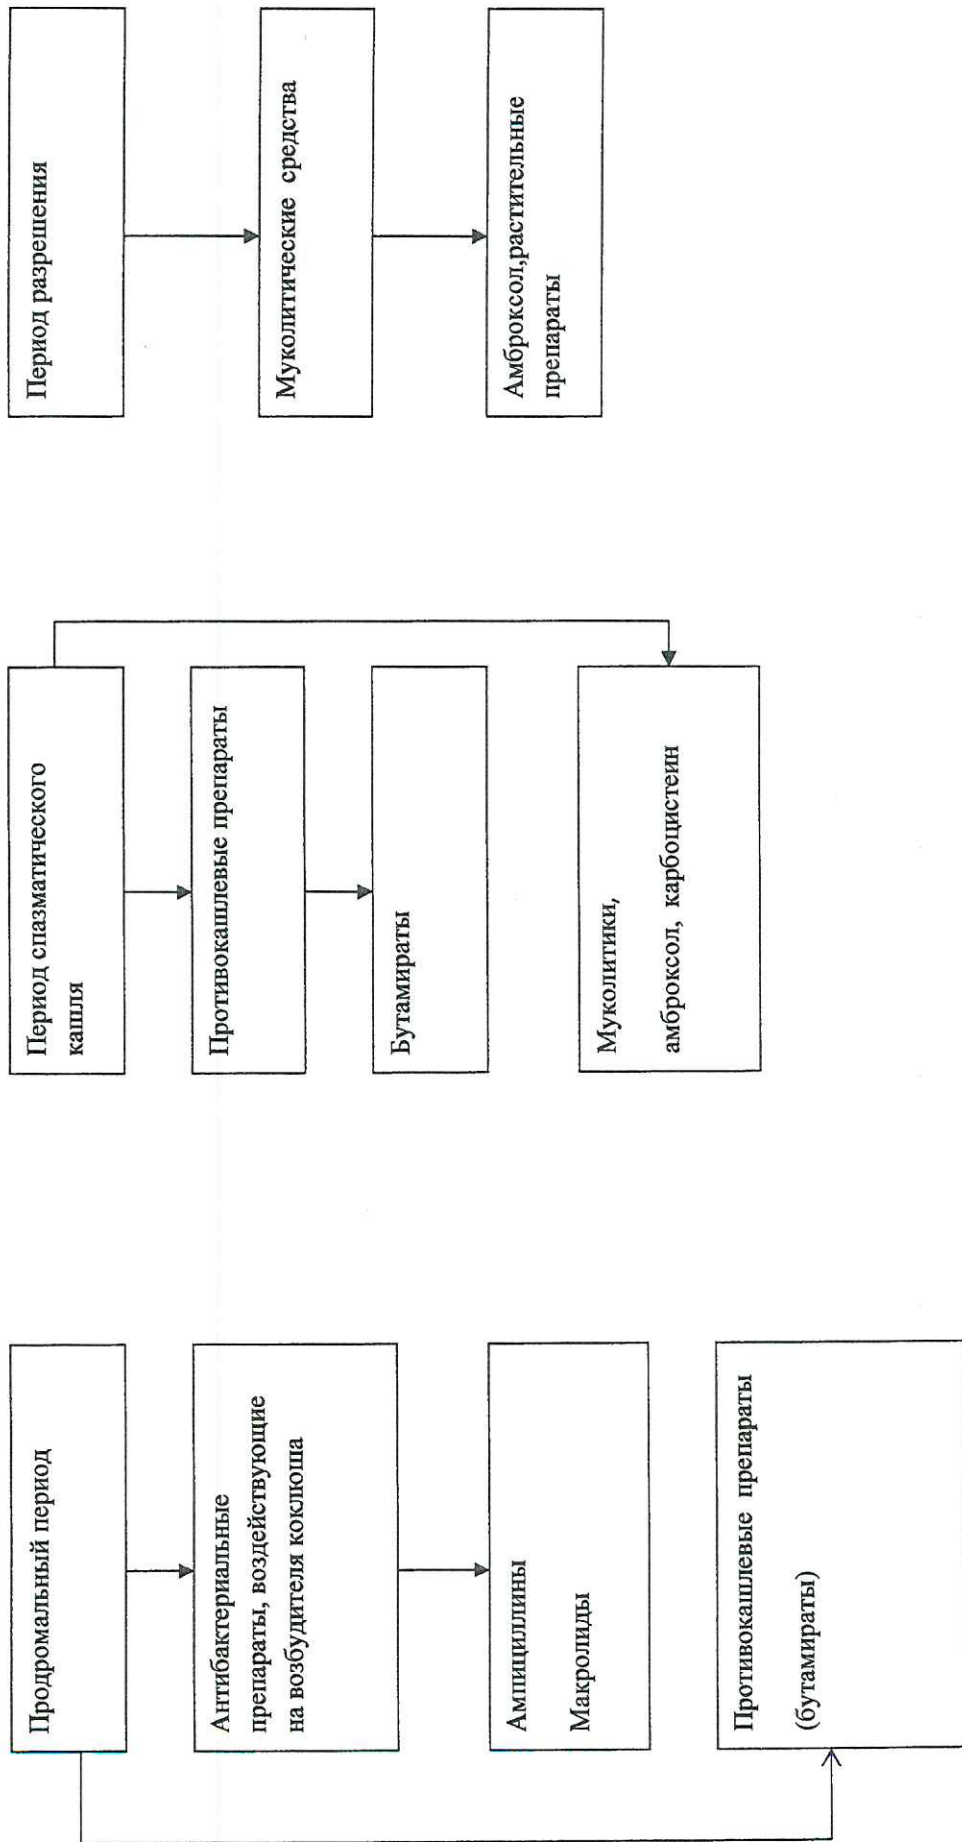 Продромальный период
Антибактериальные
препараты, воздействующие
на возбудителя коклюша
Ампициллины
Макролиды
Противокашлевые препараты
(бутамираты)
Период спазматического
кашля
Противокашлевые препараты
Бутамираты
Муколитики,
амброксол, карбоцистеин
Период разрешения
Муколитические средства
Амброксол,растительные
препараты